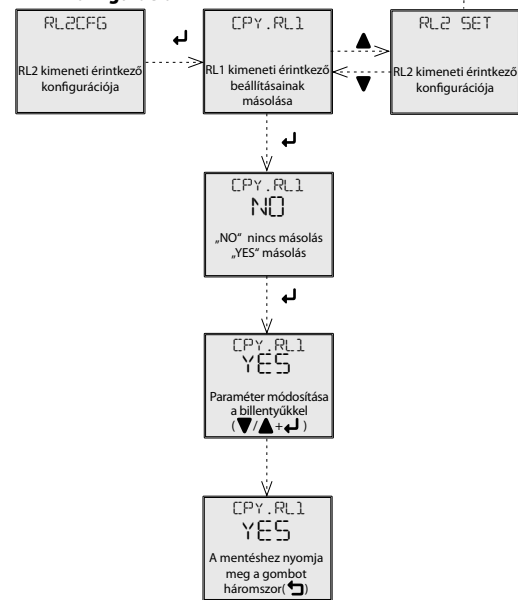 RL2CFG
RL2 kimeneti érintkező
konfigurációja
CPY.RL1
RL1 kimeneti érintkező
beállításainak
másolása
RL2 SET
RL2 kimeneti érintkező
konfigurációja
CPY.RL1
NO
„NO“ nincs másolás
„YES“ másolás
CPY.RL1
YES
Paraméter módosítása
a billentyűkkel
(▼/▲+↵)
CPY.RL1
YES
A mentéshez nyomja
meg a gombot
háromszor(⮌)